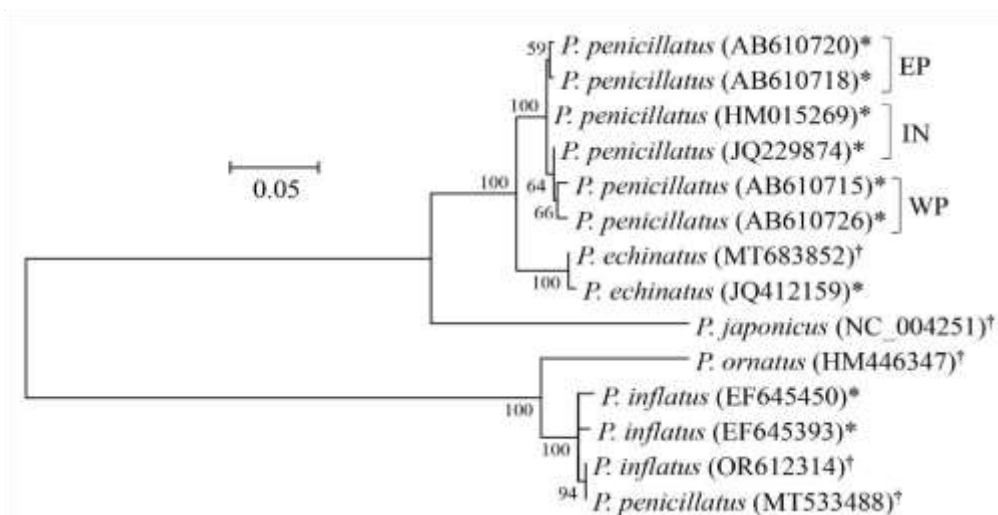 59 P. penicillatus (AB610720)*
P. penicillatus (AB610718)*
EP
100 P. penicillatus (HM015269)*
P. penicillatus (JQ229874)*
IN
0.05
100
64 P. penicillatus (AB610715)*
66 P. penicillatus (AB610726)*
WP
P. echinatus (MT683852)†
100 P. echinatus (JQ412159)*
P. japonicus (NC_004251)†
P. ornatus (HM446347)†
100
P. inflatus (EF645450)*
P. inflatus (EF645393)*
100
P. inflatus (OR612314)†
94 P. penicillatus (MT533488)†